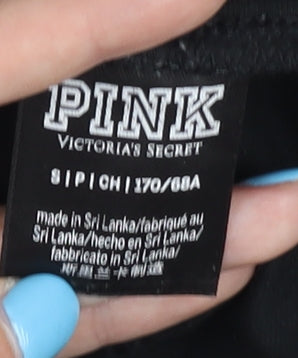 PINK
VICTORIA'S SECRET
S|P|CH|170/68A
made in Sri Lanka/fabriqué au
Sri Lanka/hecho en Sri Lanka/
fabbricato in Sri Lanka/
斯里兰卡制造